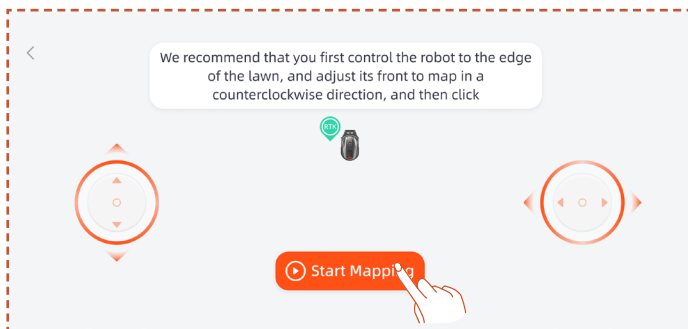 We recommend that you first control the robot to the edge
of the lawn, and adjust its front to map in a
counterclockwise direction, and then click
RTK
Start Mapping